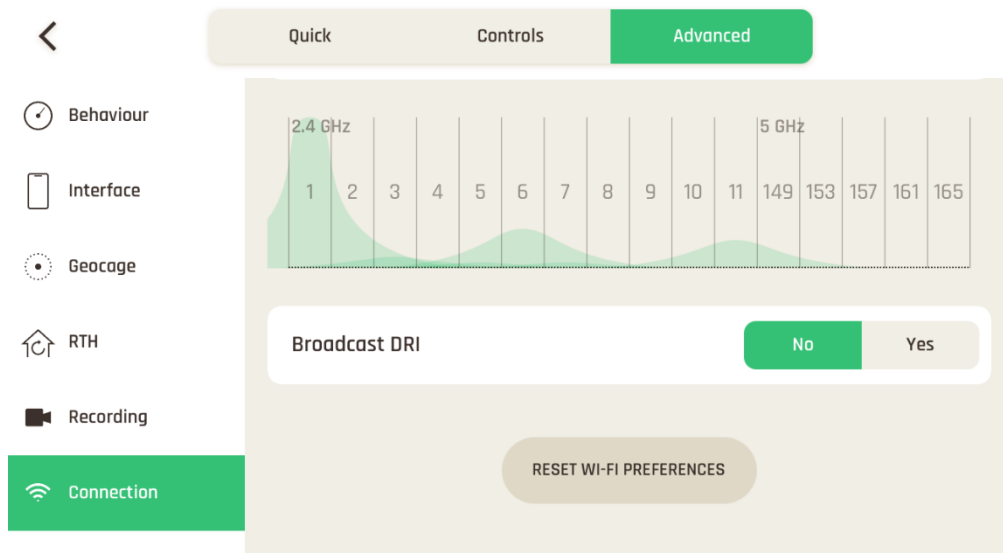 Quick Controls Advanced
Behaviour
Interface
Geocage
RTH
Recording
Connection
2.4 GHz 5 GHz
1 2 3 4 5 6 7 8 9 10 11 149 153 157 161 165
Broadcast DRI No Yes
RESET WI-FI PREFERENCES